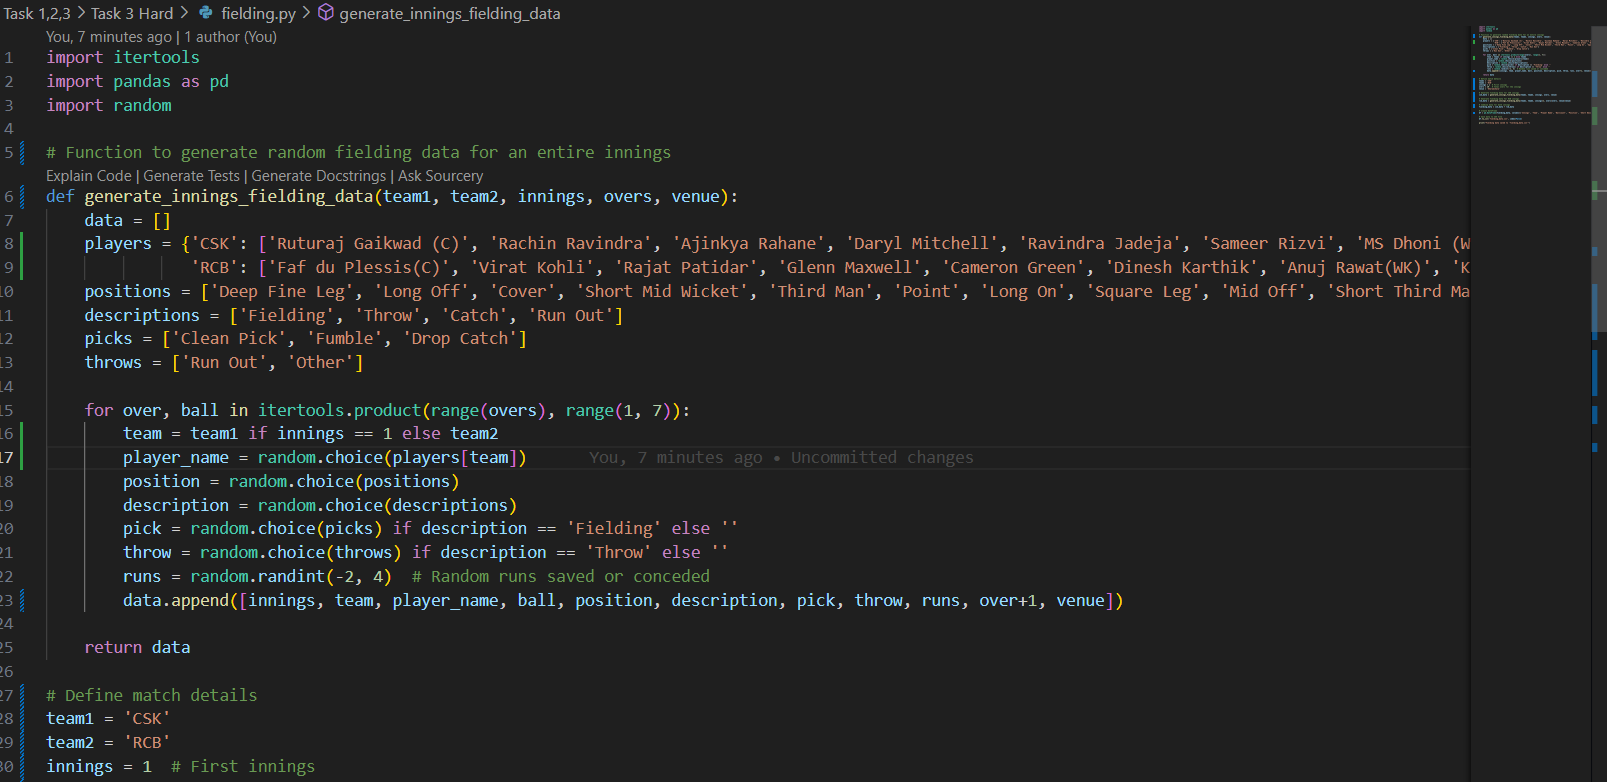 Task 1,2,3 > Task 3 Hard > fielding.py > generate_innings_fielding_data
You, 7 minutes ago | 1 author (You)
1 import itertools
2 import pandas as pd
3 import random
4
5 # Function to generate random fielding data for an entire innings
Explain Code | Generate Tests | Generate Docstrings | Ask Sourcery
6 def generate_innings_fielding_data(team1, team2, innings, overs, venue):
7 data = []
8 players = {'CSK': ['Ruturaj Gaikwad (C)', 'Rachin Ravindra', 'Ajinkya Rahane', 'Daryl Mitchell', 'Ravindra Jadeja', 'Sameer Rizvi', 'MS Dhoni (W
9 'RCB': ['Faf du Plessis(C)', 'Virat Kohli', 'Rajat Patidar', 'Glenn Maxwell', 'Cameron Green', 'Dinesh Karthik', 'Anuj Rawat(WK)', 'K
10 positions = ['Deep Fine Leg', 'Long Off', 'Cover', 'Short Mid Wicket', 'Third Man', 'Point', 'Long On', 'Square Leg', 'Mid Off', 'Short Third Ma
11 descriptions = ['Fielding', 'Throw', 'Catch', 'Run Out']
12 picks = ['Clean Pick', 'Fumble', 'Drop Catch']
13 throws = ['Run Out', 'Other']
14
15 for over, ball in itertools.product(range(overs), range(1, 7)):
16 team = team1 if innings == 1 else team2
17 player_name = random.choice(players[team]) You, 7 minutes ago • Uncommitted changes
18 position = random.choice(positions)
19 description = random.choice(descriptions)
20 pick = random.choice(picks) if description == 'Fielding' else ''
21 throw = random.choice(throws) if description == 'Throw' else ''
22 runs = random.randint(-2, 4) # Random runs saved or conceded
23 data.append([innings, team, player_name, ball, position, description, pick, throw, runs, over+1, venue])
24
25 return data
26
27 # Define match details
28 team1 = 'CSK'
29 team2 = 'RCB'
30 innings = 1 # First innings